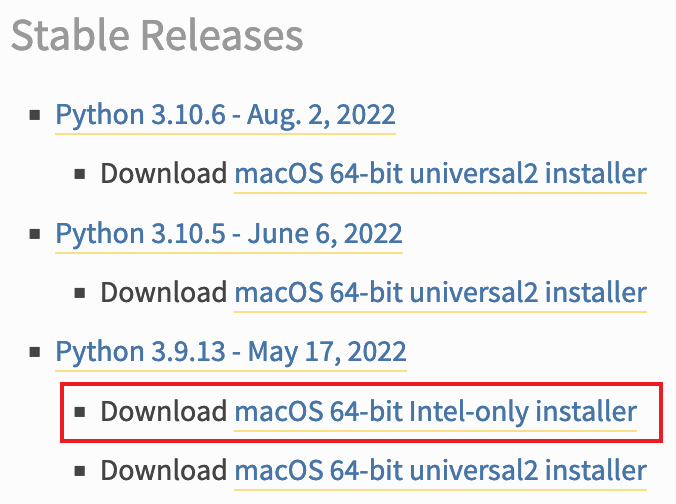 Stable Releases
Python 3.10.6 - Aug. 2, 2022
Download macOS 64-bit universal2 installer
Python 3.10.5 - June 6, 2022
Download macOS 64-bit universal2 installer
Python 3.9.13 - May 17, 2022
Download macOS 64-bit Intel-only installer
Download macOS 64-bit universal2 installer